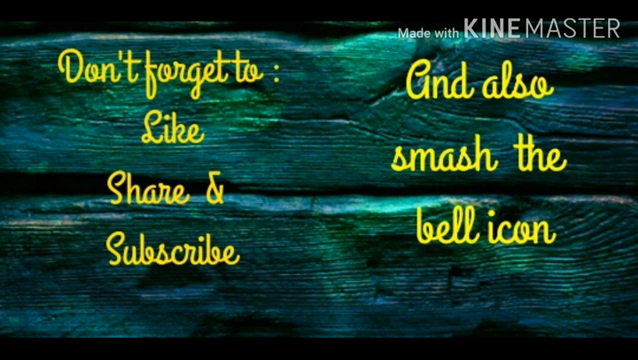 Made with KINEMASTER
Don't forget to :
Like
Share &
Subscribe
And also
smash the
bell icon